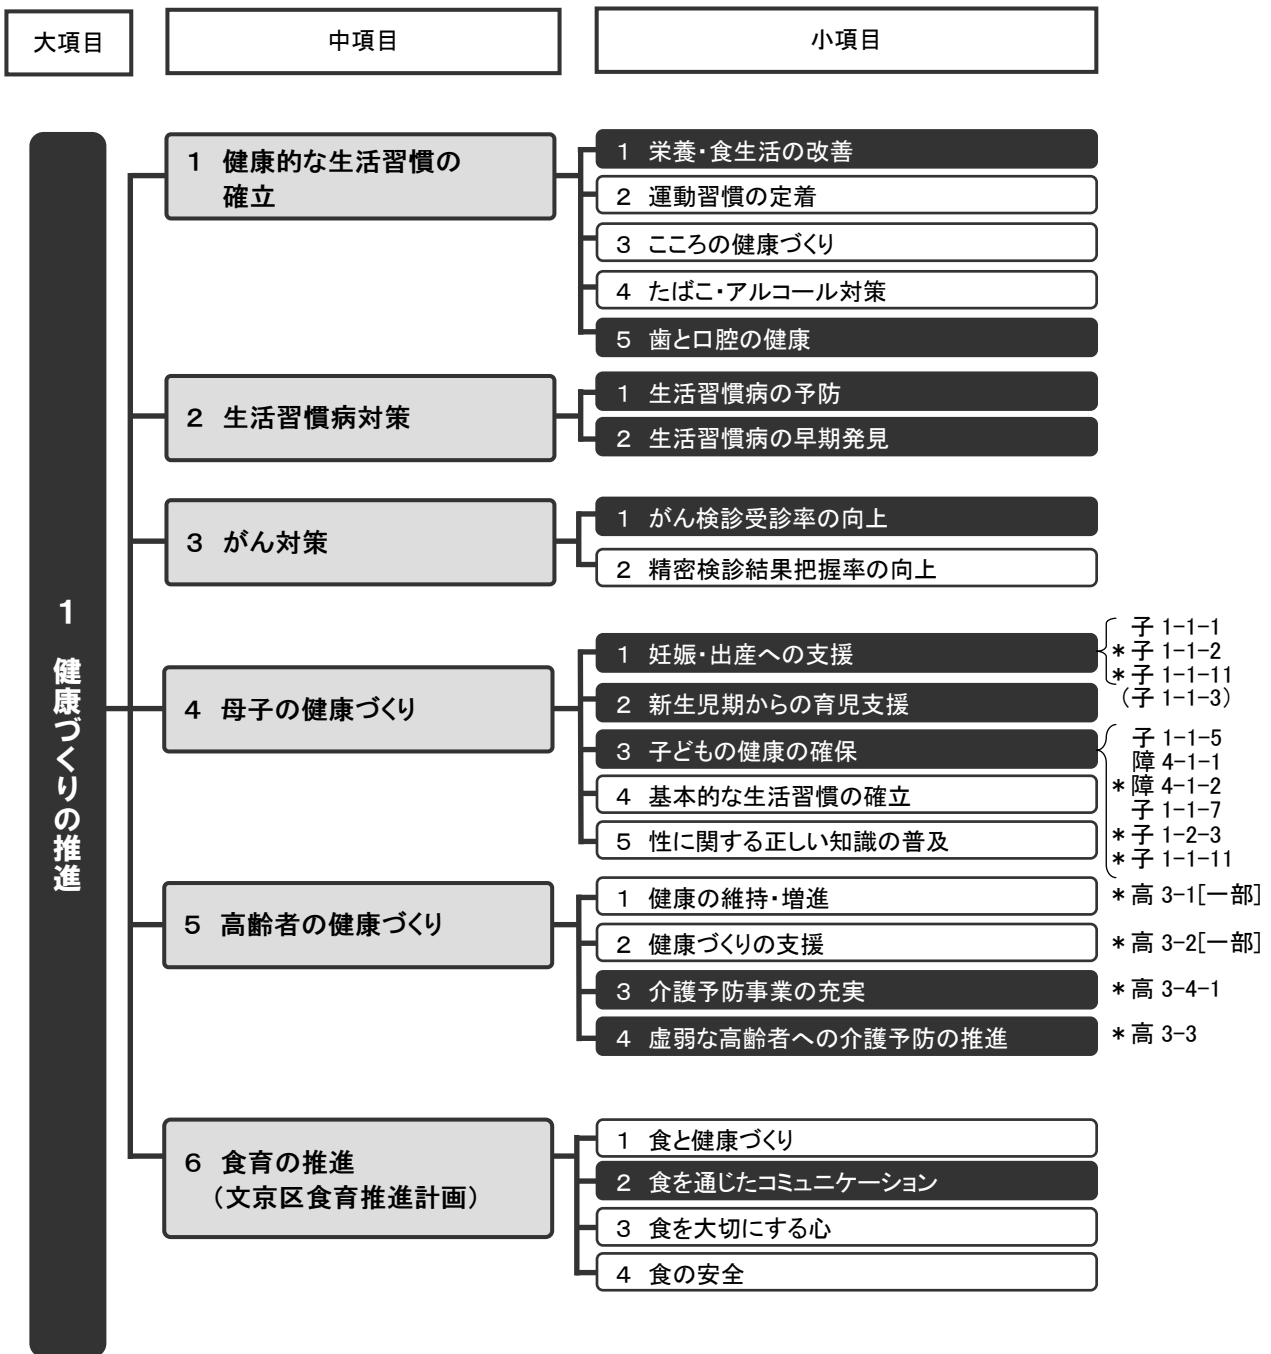 大項目
中項目
小項目
1 健康づくりの推進
1 健康的な生活習慣の
確立
1 栄養・食生活の改善
2 運動習慣の定着
3 こころの健康づくり
4 たばこ・アルコール対策
5 歯と口腔の健康
2 生活習慣病対策
1 生活習慣病の予防
2 生活習慣病の早期発見
3 がん対策
1 がん検診受診率の向上
2 精密検診結果把握率の向上
4 母子の健康づくり
1 妊娠・出産への支援
子 1-1-1
*子 1-1-2
*子 1-1-11
2 新生児期からの育児支援
(子 1-1-3)
3 子どもの健康の確保
子 1-1-5
障 4-1-1
*障 4-1-2
子 1-1-7
*子 1-2-3
*子 1-1-11
4 基本的な生活習慣の確立
5 性に関する正しい知識の普及
5 高齢者の健康づくり
1 健康の維持・増進
*高 3-1[一部]
2 健康づくりの支援
*高 3-2[一部]
3 介護予防事業の充実
*高 3-4-1
4 虚弱な高齢者への介護予防の推進
*高 3-3
6 食育の推進
(文京区食育推進計画)
1 食と健康づくり
2 食を通じたコミュニケーション
3 食を大切にする心
4 食の安全